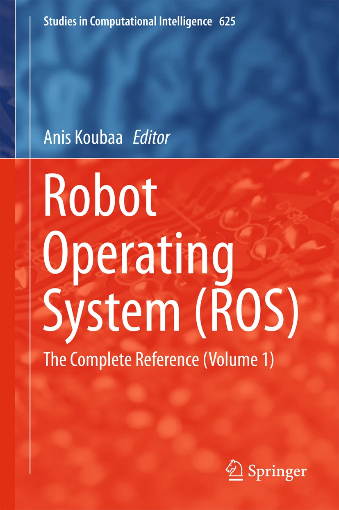 Studies in Computational Intelligence 625
Anis Koubaa Editor
Robot
Operating
System (ROS)
The Complete Reference (Volume 1)
Springer